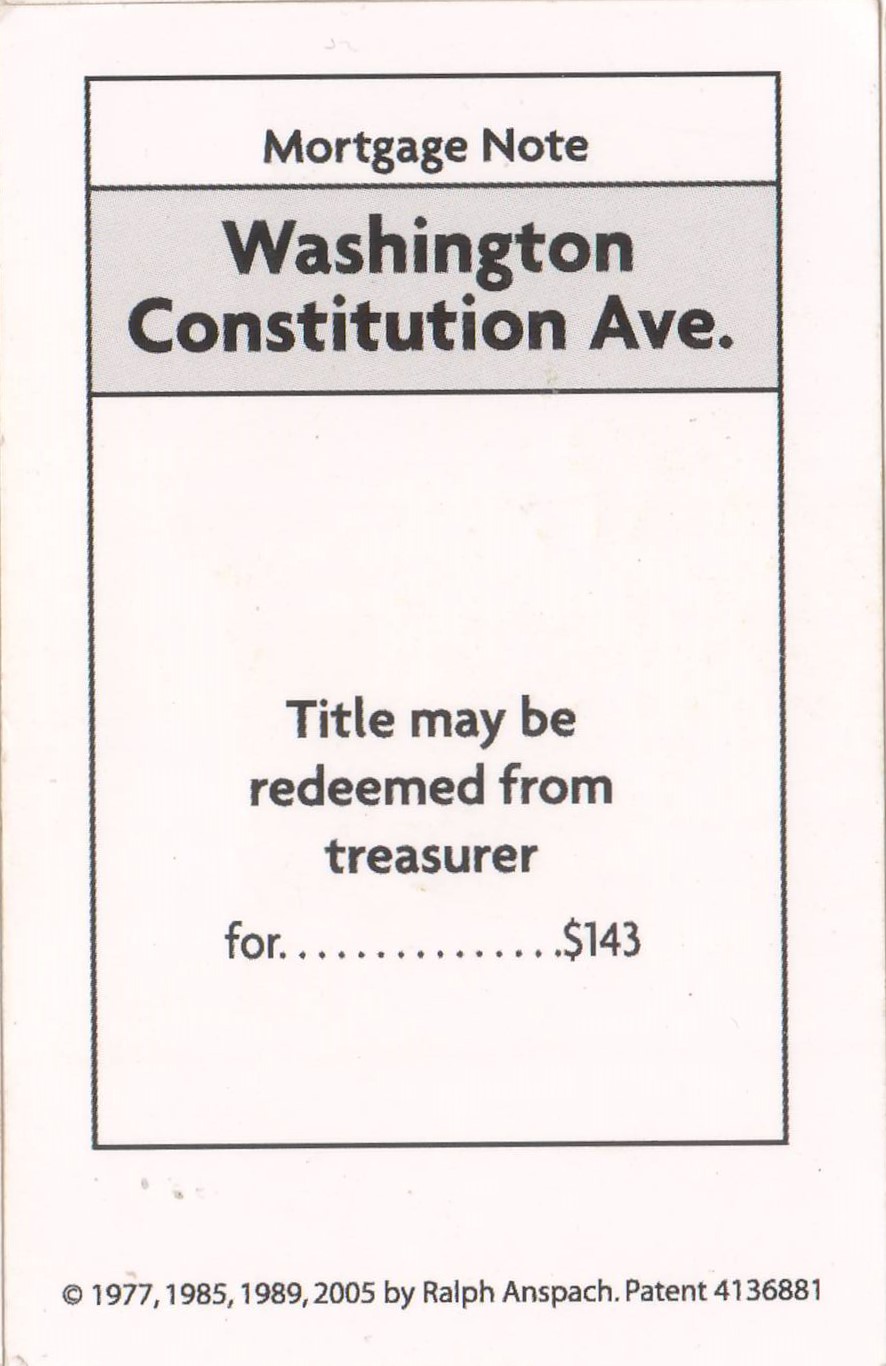 Mortgage Note
Washington
Constitution Ave.
Title may be
redeemed from
treasurer
for. . . . . . . . . . . . . . .$143
© 1977, 1985, 1989, 2005 by Ralph Anspach. Patent 4136881